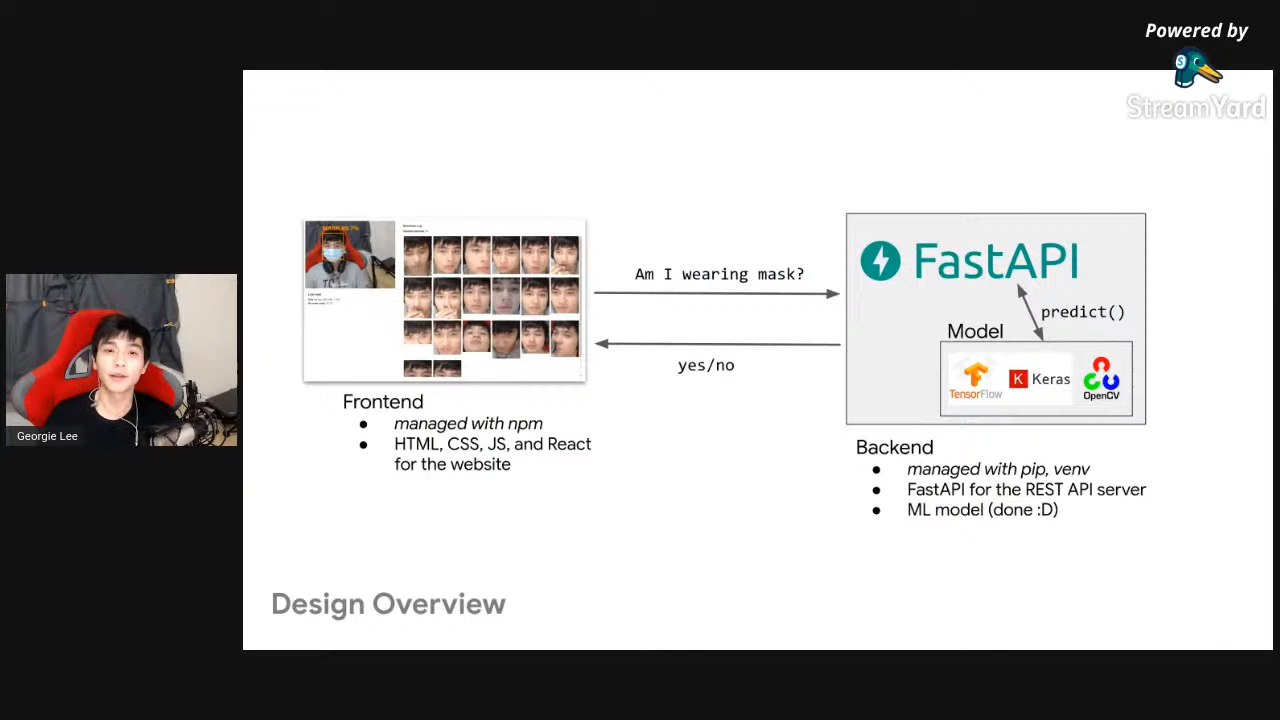 Powered by
StreamYard
Am I wearing mask?
yes/no
FastAPI
predict()
Model
TensorFlow
K Keras
OpenCV
Frontend
● managed with npm
● HTML, CSS, JS, and React
for the website
Backend
● managed with pip, venv
● FastAPI for the REST API server
● ML model (done :D)
Georgie Lee
Design Overview